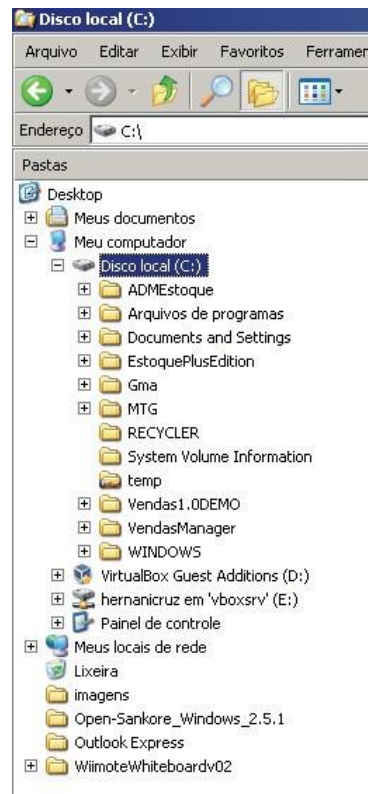 Disco local (C:)
Arquivo Editar Exibir Favoritos Ferramen
Endereço C:\
Pastas
Desktop
Meus documentos
Meu computador
Disco local (C:)
ADMEstoque
Arquivos de programas
Documents and Settings
EstoquePlusEdition
Gma
MTG
RECYCLER
System Volume Information
temp
Vendas1.0DEMO
VendasManager
WINDOWS
VirtualBox Guest Additions (D:)
hernanicruz em 'vboxsrv' (E:)
Painel de controle
Meus locais de rede
Lixeira
imagens
Open-Sankore_Windows_2.5.1
Outlook Express
WiimoteWhiteboardv02